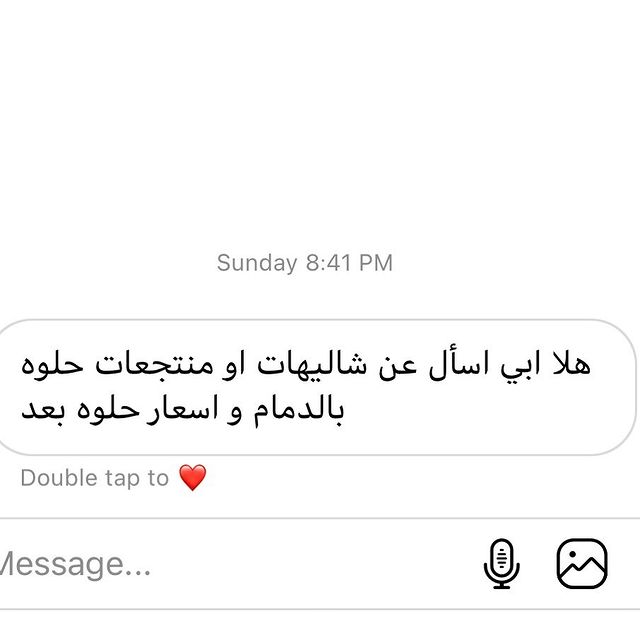 Sunday 8:41 PM
هلا ابي اسأل عن شاليهات او منتجعات حلوه
بالدمام و اسعار حلوه بعد
Double tap to ❤️
Message...